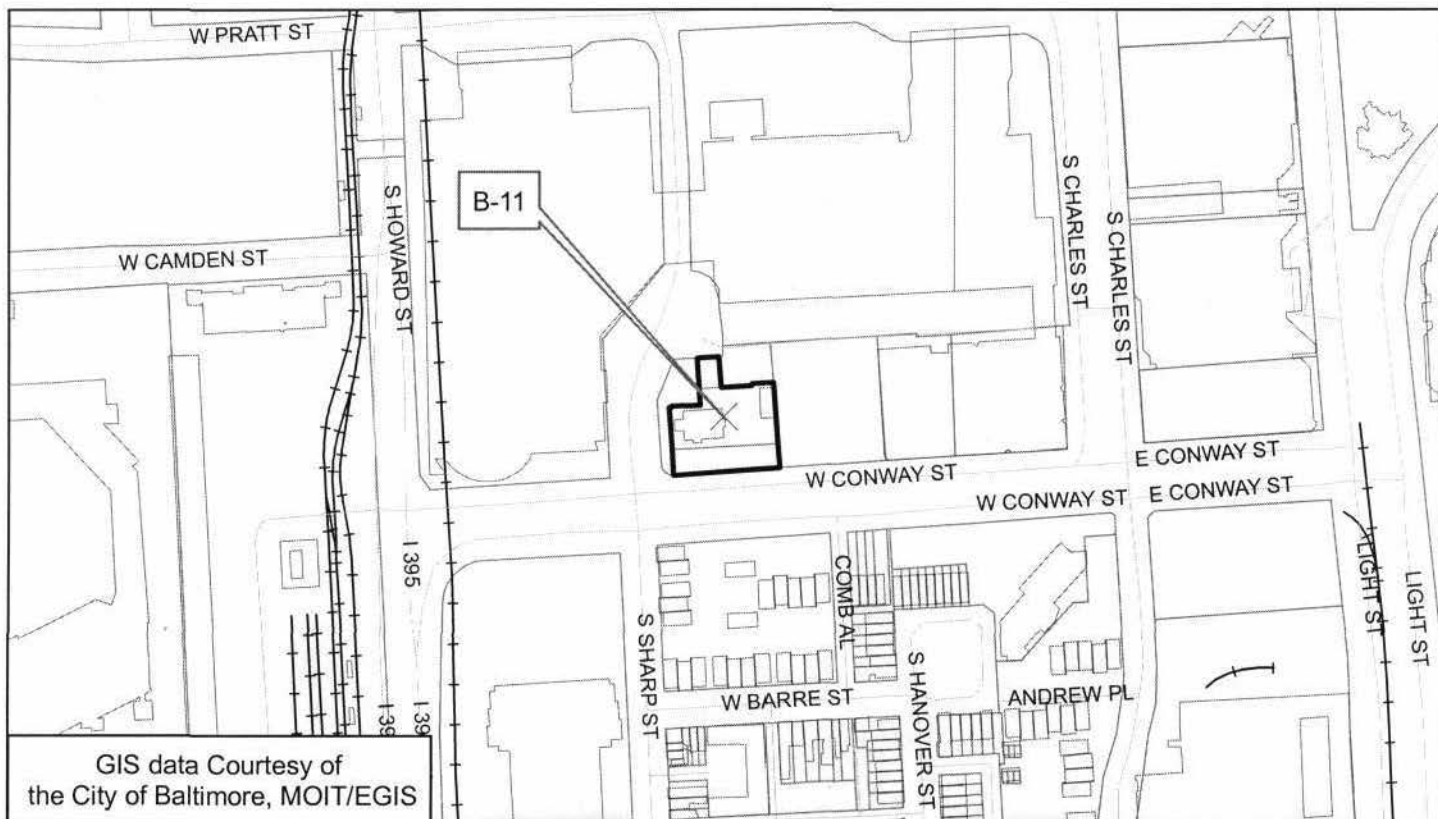 W PRATT ST
B-11
S HOWARD ST
W CAMDEN ST
S CHARLES ST
S CHARLES ST
W CONWAY ST
E CONWAY ST
W CONWAY ST
E CONWAY ST
I 395
COMB AL
LIGHT ST
LIGHT ST
S SHARP ST
W BARRE ST
S HANOVER ST
ANDREW PL
I 39
I 39
GIS data Courtesy of
the City of Baltimore, MOIT/EGIS